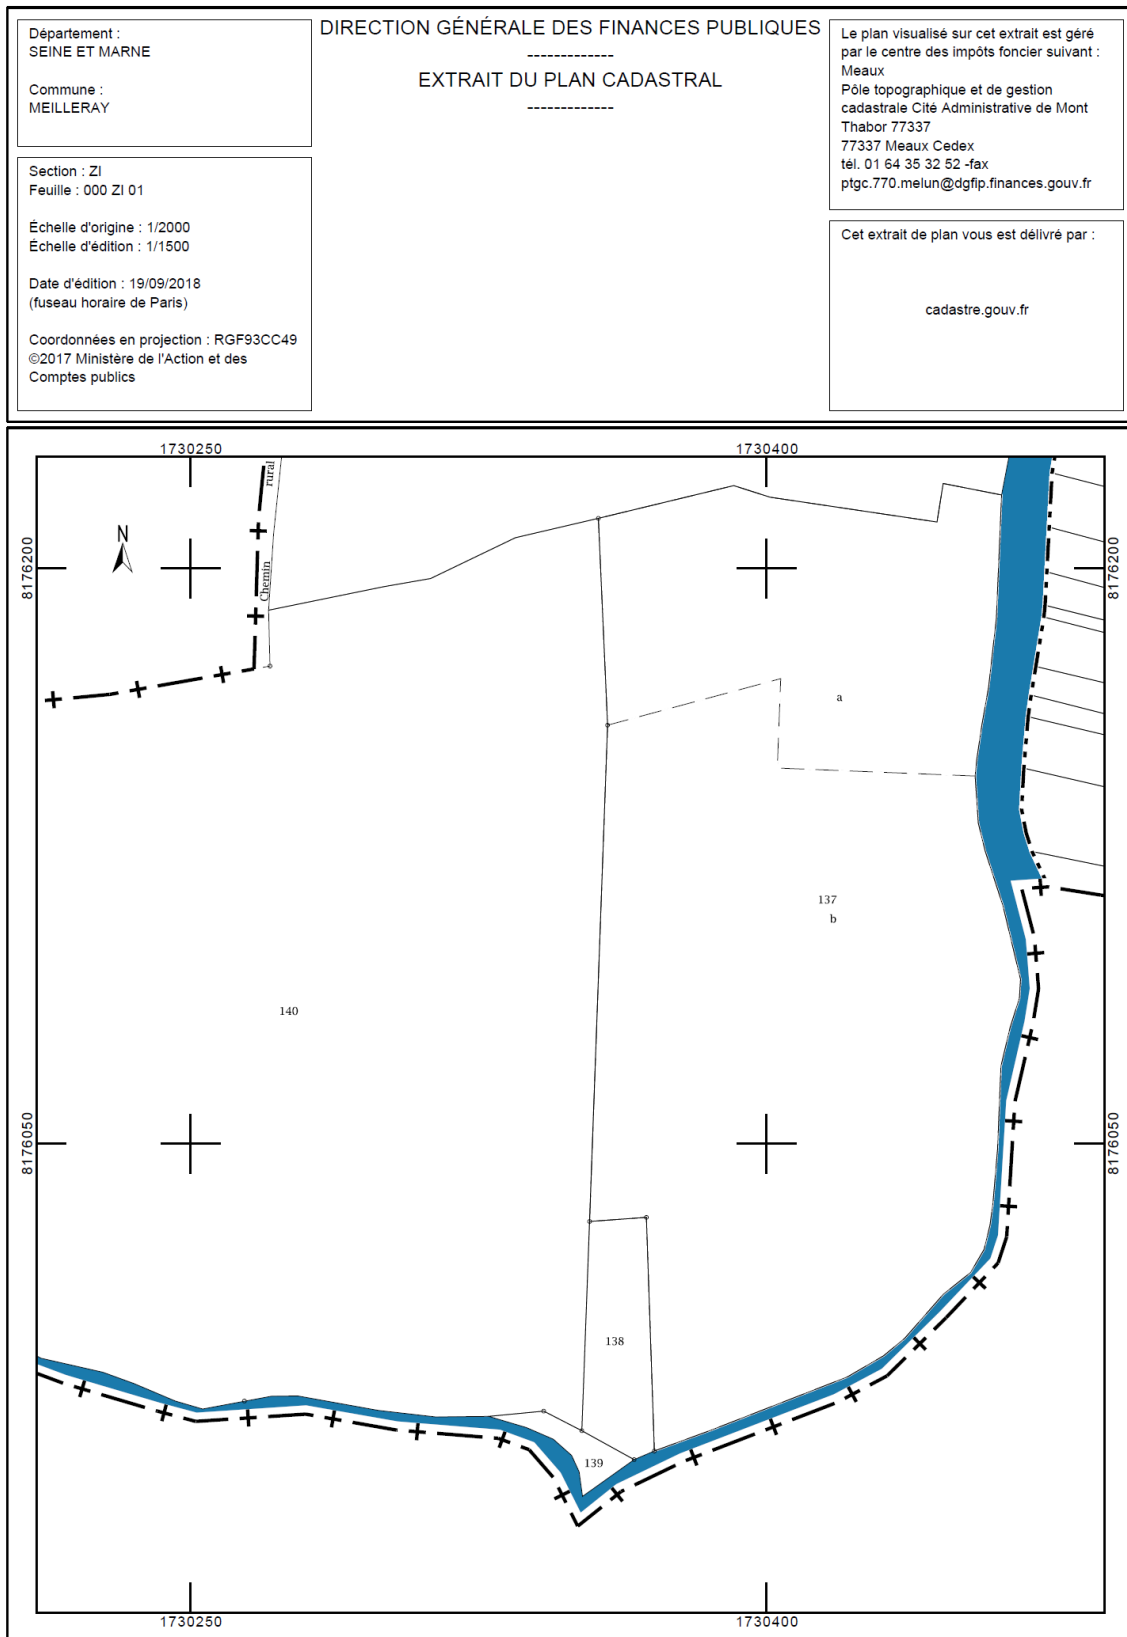 Département :
SEINE ET MARNE
Commune :
MEILLERAY
Section : ZI
Feuille : 000 ZI 01
Échelle d'origine : 1/2000
Échelle d'édition : 1/1500
Date d'édition : 19/09/2018
(fuseau horaire de Paris)
Coordonnées en projection : RGF93CC49
©2017 Ministère de l'Action et des
Comptes publics
DIRECTION GÉNÉRALE DES FINANCES PUBLIQUES
-------------
EXTRAIT DU PLAN CADASTRAL
-------------
Le plan visualisé sur cet extrait est géré
par le centre des impôts foncier suivant :
Meaux
Pôle topographique et de gestion
cadastrale Cité Administrative de Mont
Thabor 77337
77337 Meaux Cedex
tél. 01 64 35 32 52 -fax
ptgc.770.melun@dgfip.finances.gouv.fr
Cet extrait de plan vous est délivré par :
cadastre.gouv.fr
1730250
1730400
rural
N
8176200
Chemin
8176200
a
137
b
140
8176050
8176050
138
139
1730250
1730400